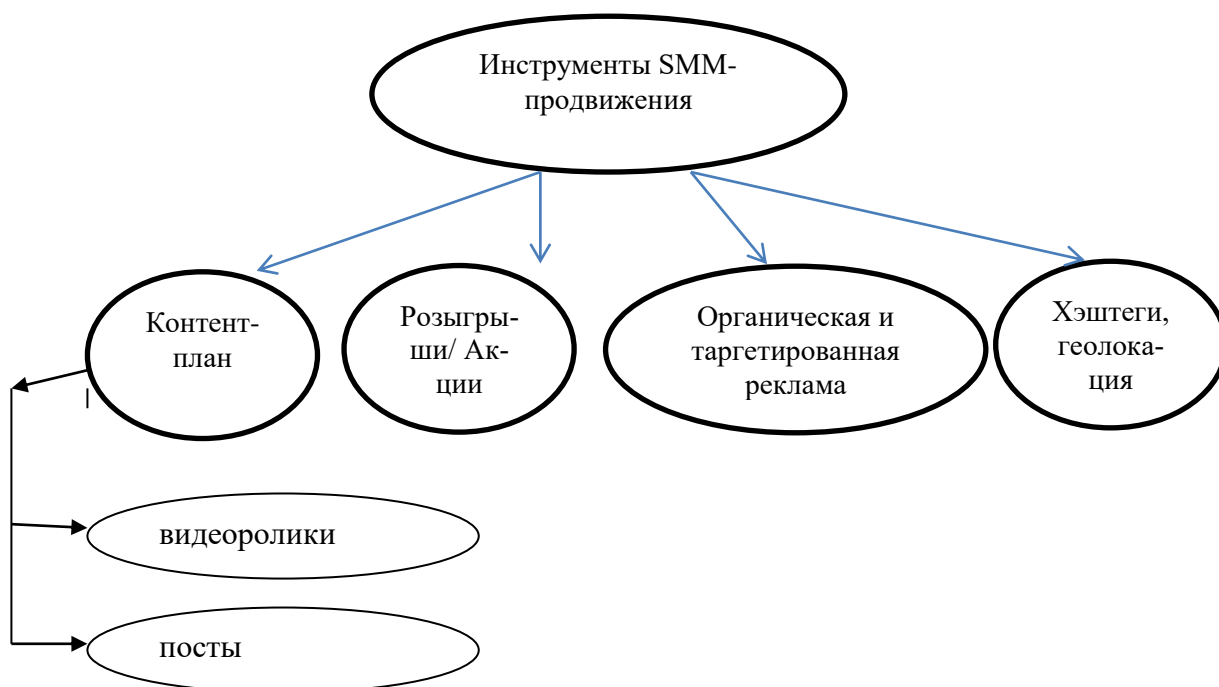 Инструменты SMM-
продвижения
Контент-
план
Розыгры-
ши/ Ак-
ции
Органическая и
таргетированная
реклама
Хэштеги,
геолока-
ция
видеоролики
посты